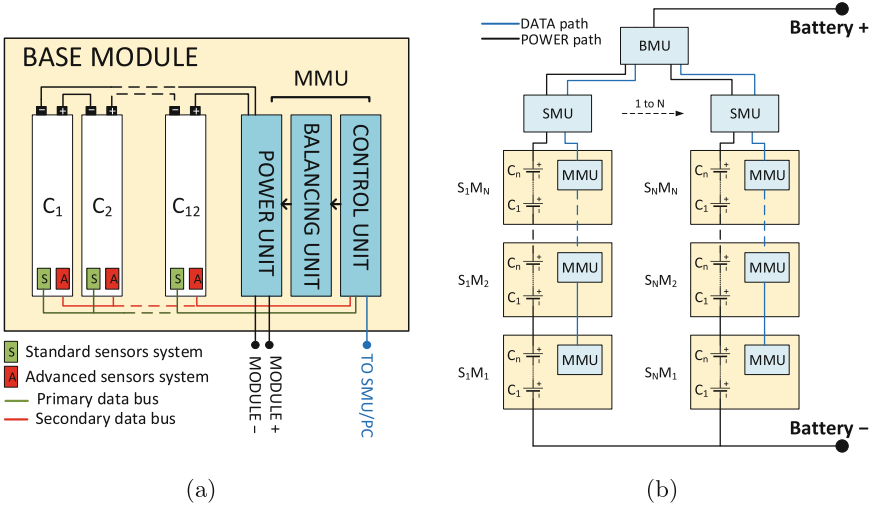 BASE MODULE
MMU
− + − + − +
C1 C2 C12
POWER UNIT
BALANCING UNIT
CONTROL UNIT
S A S A S A
S Standard sensors system
A Advanced sensors system
Primary data bus
Secondary data bus
MODULE −
MODULE +
TO SMU/PC
(a)
DATA path
POWER path
Battery +
BMU
SMU
1 to N
SMU
S1MN
Cn + MMU
C1 +
SNMN
Cn + MMU
C1 +
S1M2
Cn + MMU
C1 +
SNM2
Cn + MMU
C1 +
S1M1
Cn + MMU
C1 +
SNM1
Cn + MMU
C1 +
Battery −
(b)